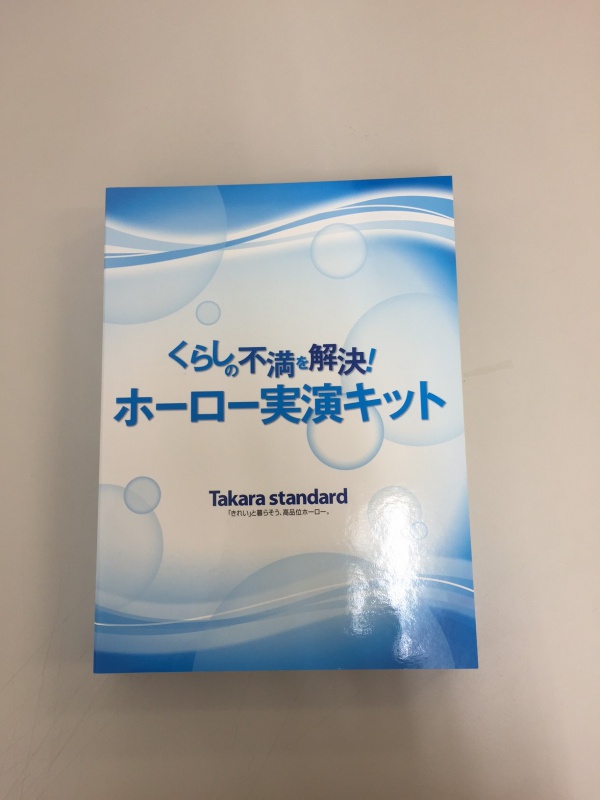 くらしの不満を解決!
ホーロー実演キット
Takara standard
「きれい」と暮らそう、高品位ホーロー。